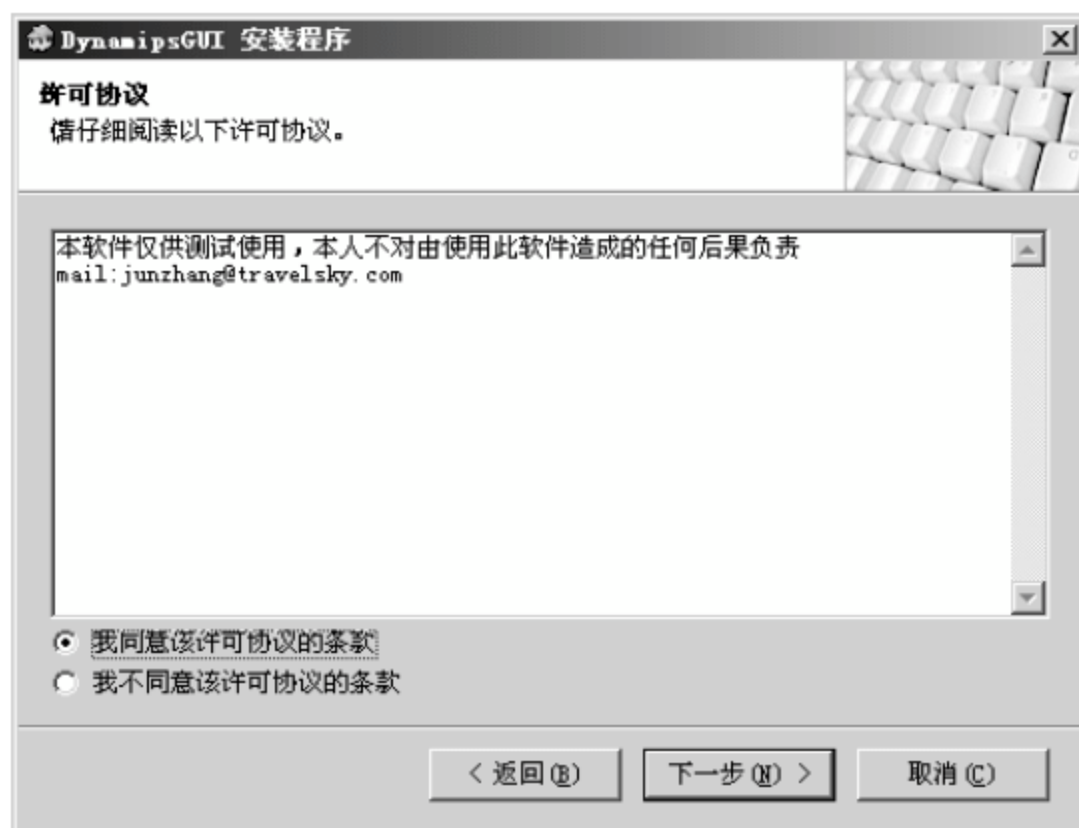 DynamipsGUI 安装程序
许可协议
请仔细阅读以下许可协议。
本软件仅供测试使用，本人不对由使用此软件造成的任何后果负责
mail:junzhang@travelsky.com
我同意该许可协议的条款
我不同意该许可协议的条款
< 返回(B)
下一步(N) >
取消(C)